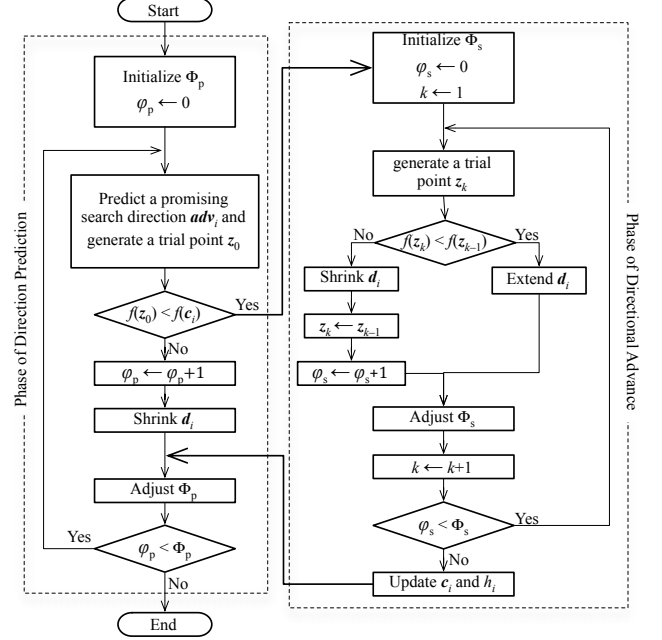 Start
Phase of Direction Prediction
Initialize Φp
φp ← 0
Predict a promising
search direction advi and
generate a trial point z0
f(z0) < f(ci)
Yes
No
φp ← φp+1
Shrink di
Adjust Φp
φp < Φp
Yes
No
End
Phase of Directional Advance
Initialize Φs
φs ← 0
k ← 1
generate a trial
point zk
f(zk) < f(zk−1)
No
Yes
Shrink di
Extend di
zk ← zk−1
φs ← φs+1
Adjust Φs
k ← k+1
φs < Φs
Yes
No
Update ci and hi